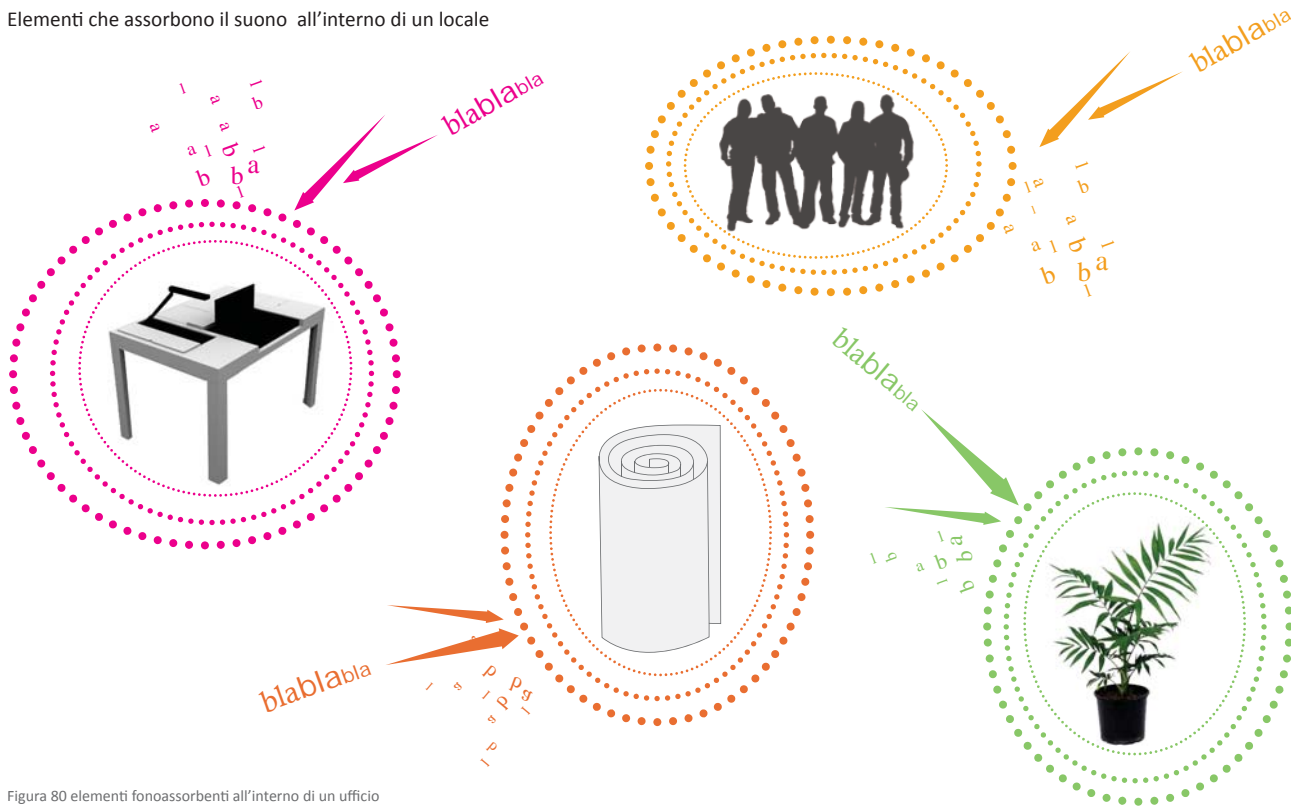 Elementi che assorbono il suono all'interno di un locale
blablabla
blablabla
blablabla
blablabla
Figura 80 elementi fonoassorbenti all'interno di un ufficio